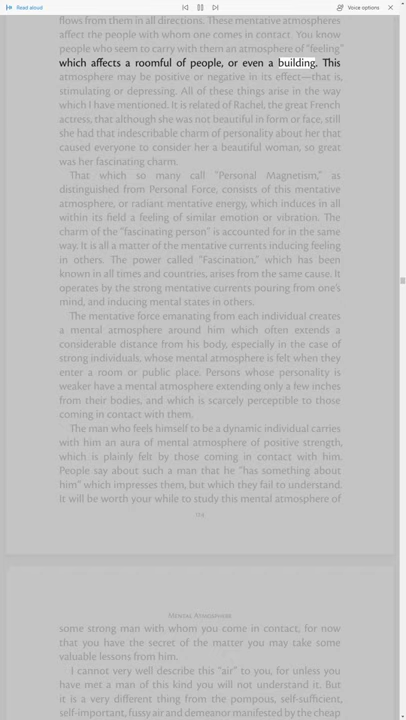 Read aloud
Voice options
flows from them in all directions. These mentative atmospheres
affect the people with whom one comes in contact. You know
people who seem to carry with them an atmosphere of "feeling"
which affects a roomful of people, or even a building. This
atmosphere may be positive or negative in its effect—that is,
stimulating or depressing. All of these things arise in the way
which I have mentioned. It is related of Rachel, the great French
actress, that although she was not beautiful in form or face, still
she had that indescribable charm of personality about her that
caused everyone to consider her a beautiful woman, so great
was her fascinating charm.
That which so many call "Personal Magnetism," as
distinguished from Personal Force, consists of this mentative
atmosphere, or radiant mentative energy, which induces in all
within its field a feeling of similar emotion or vibration. The
charm of the "fascinating person" is accounted for in the same
way. It is all a matter of the mentative currents inducing feeling
in others. The power called "Fascination," which has been
known in all times and countries, arises from the same cause. It
operates by the strong mentative currents pouring from one's
mind, and inducing mental states in others.
The mentative force emanating from each individual creates
a mental atmosphere around him which often extends a
considerable distance from his body, especially in the case of
strong individuals, whose mental atmosphere is felt when they
enter a room or public place. Persons whose personality is
weaker have a mental atmosphere extending only a few inches
from their bodies, and which is scarcely perceptible to those
coming in contact with them.
The man who feels himself to be a dynamic individual carries
with him an aura of mental atmosphere of positive strength,
which is plainly felt by those coming in contact with him.
People say about such a man that he "has something about
him" which impresses them, but which they fail to understand.
It will be worth your while to study this mental atmosphere of
Mental Atmosphere
some strong man with whom you come in contact, for now
that you have the secret of the matter you may take some
valuable lessons from him.
I cannot very well describe this "air" to you, for unless you
have met a man of this kind you will not understand it. But
it is a very different thing from the pompous, self-sufficient,
self-important, fussy air and demeanor manifested by the cheap